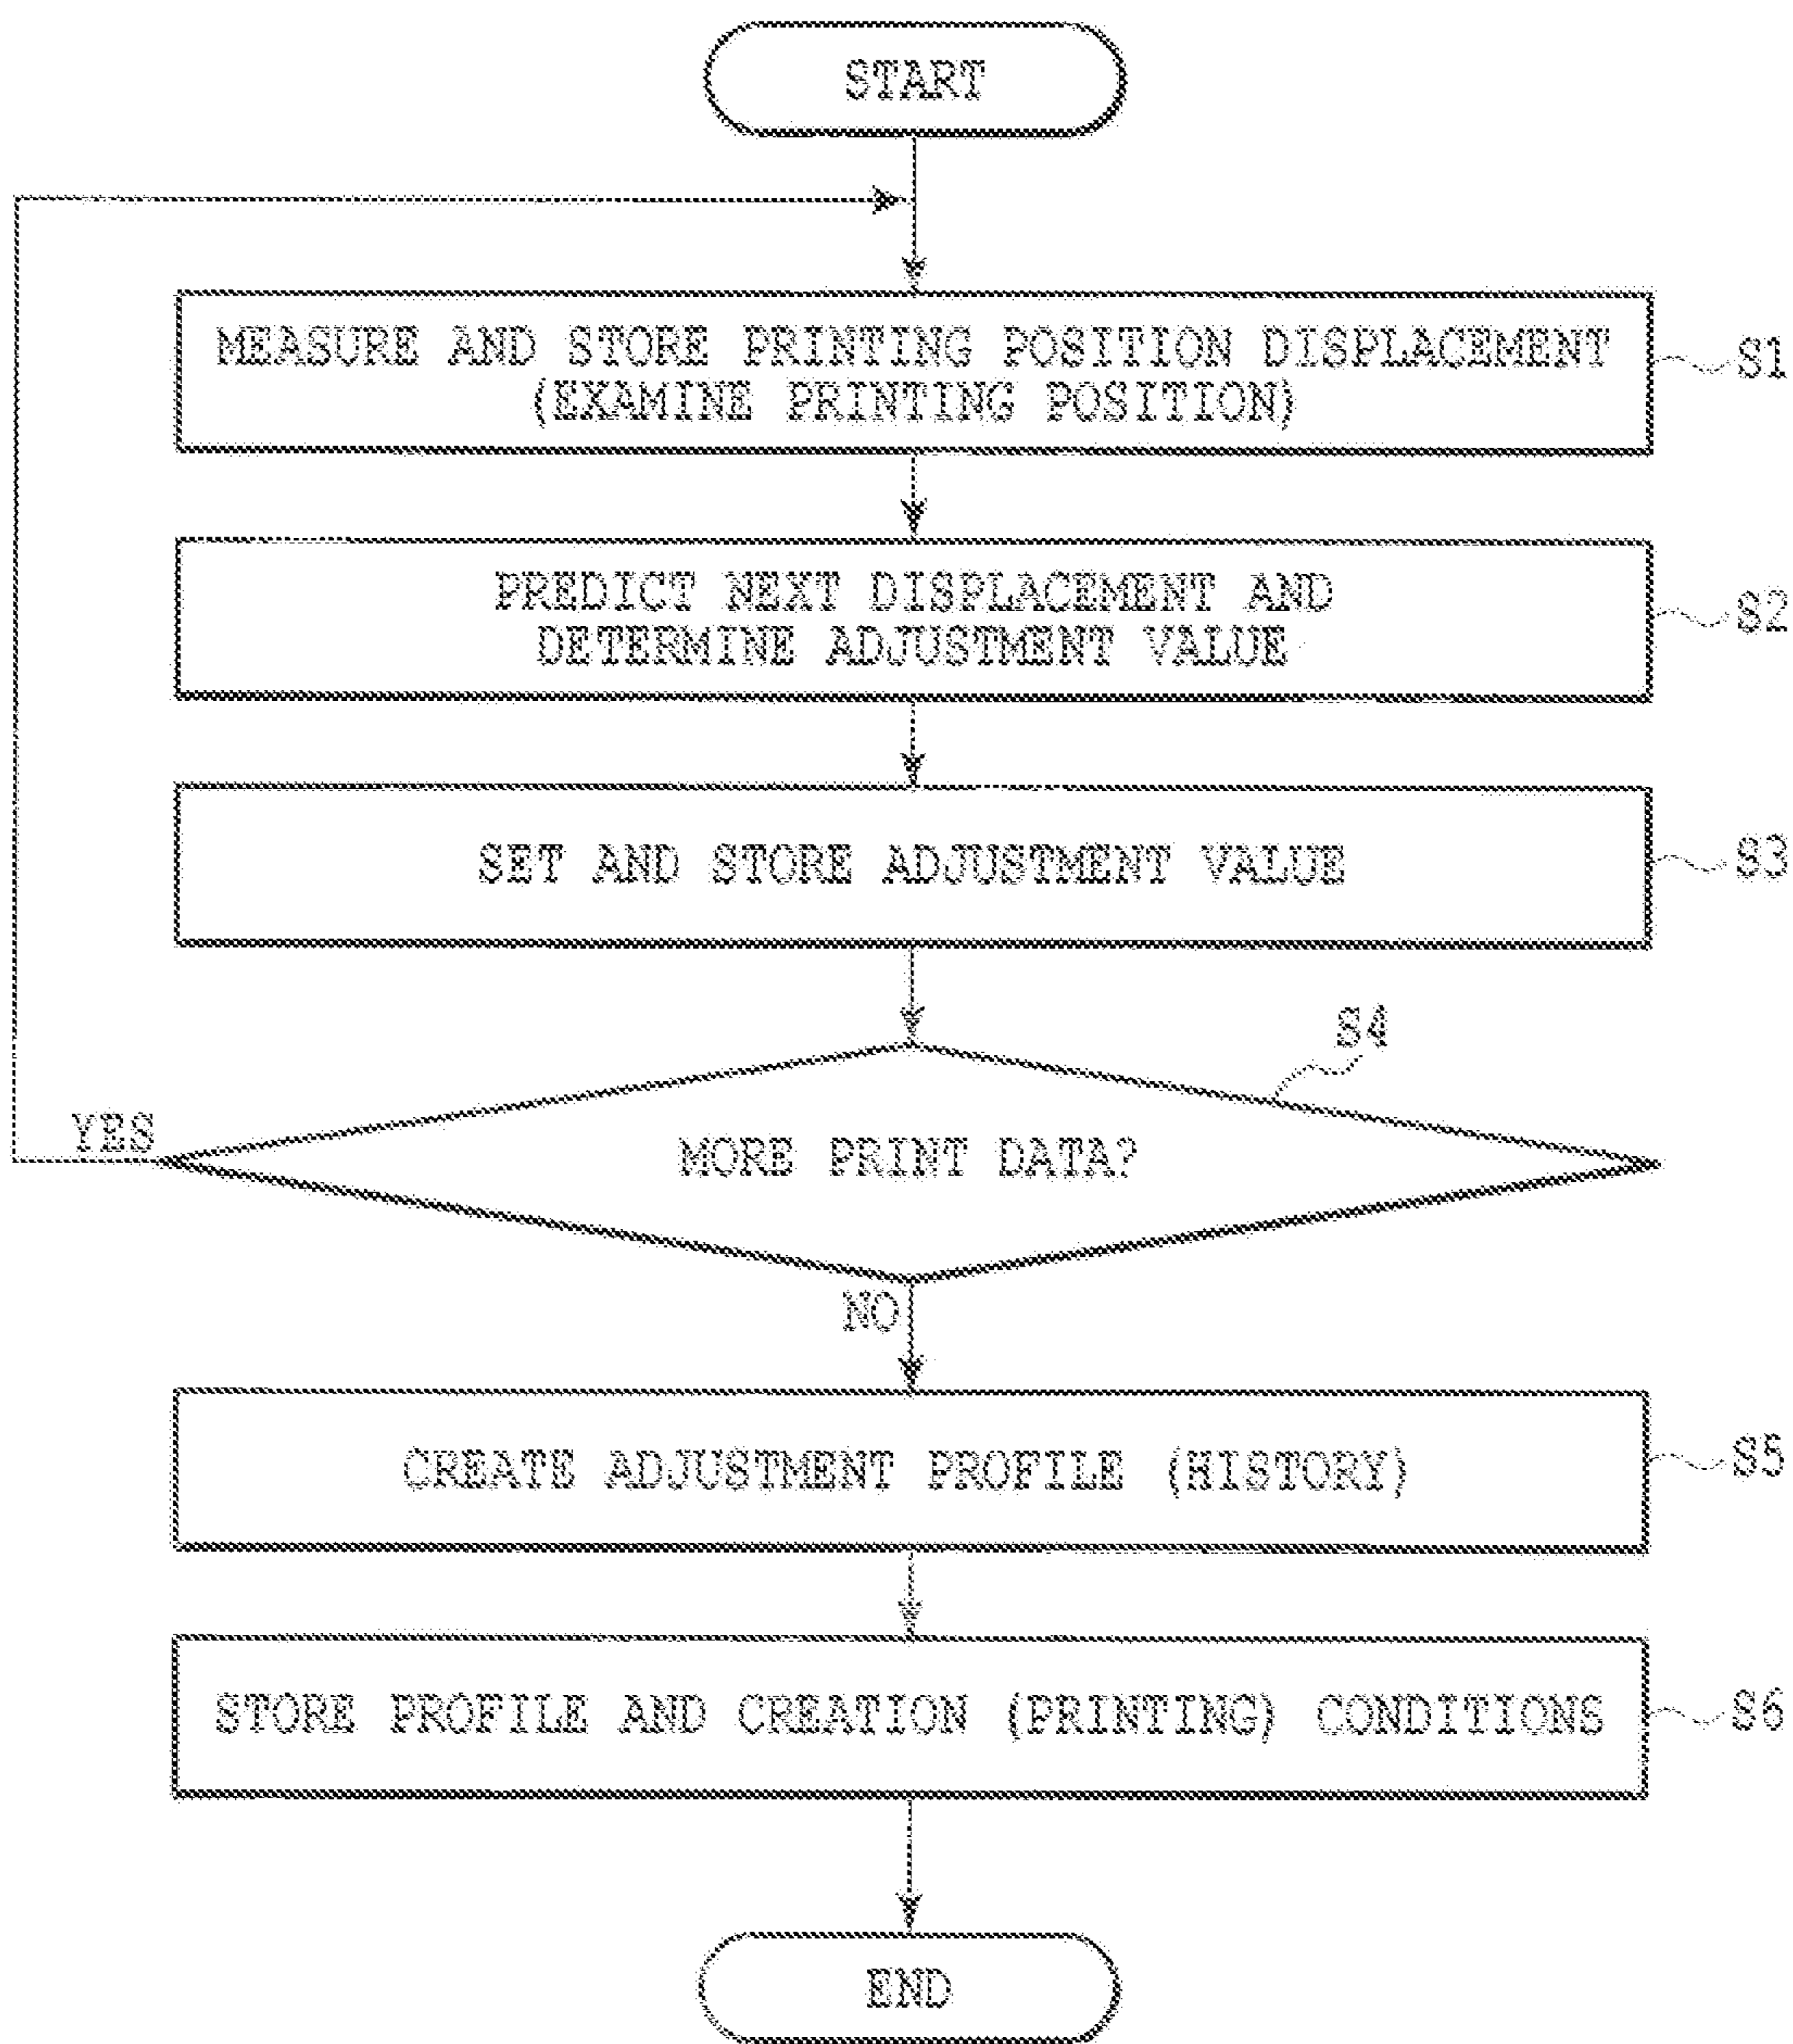 START
MEASURE AND STORE PRINTING POSITION DISPLACEMENT
(EXAMINE PRINTING POSITION)
S1
PREDICT NEXT DISPLACEMENT AND
DETERMINE ADJUSTMENT VALUE
S2
SET AND STORE ADJUSTMENT VALUE
S3
S4
YES
MORE PRINT DATA?
NO
CREATE ADJUSTMENT PROFILE (HISTORY)
S5
STORE PROFILE AND CREATION (PRINTING) CONDITIONS
S6
END